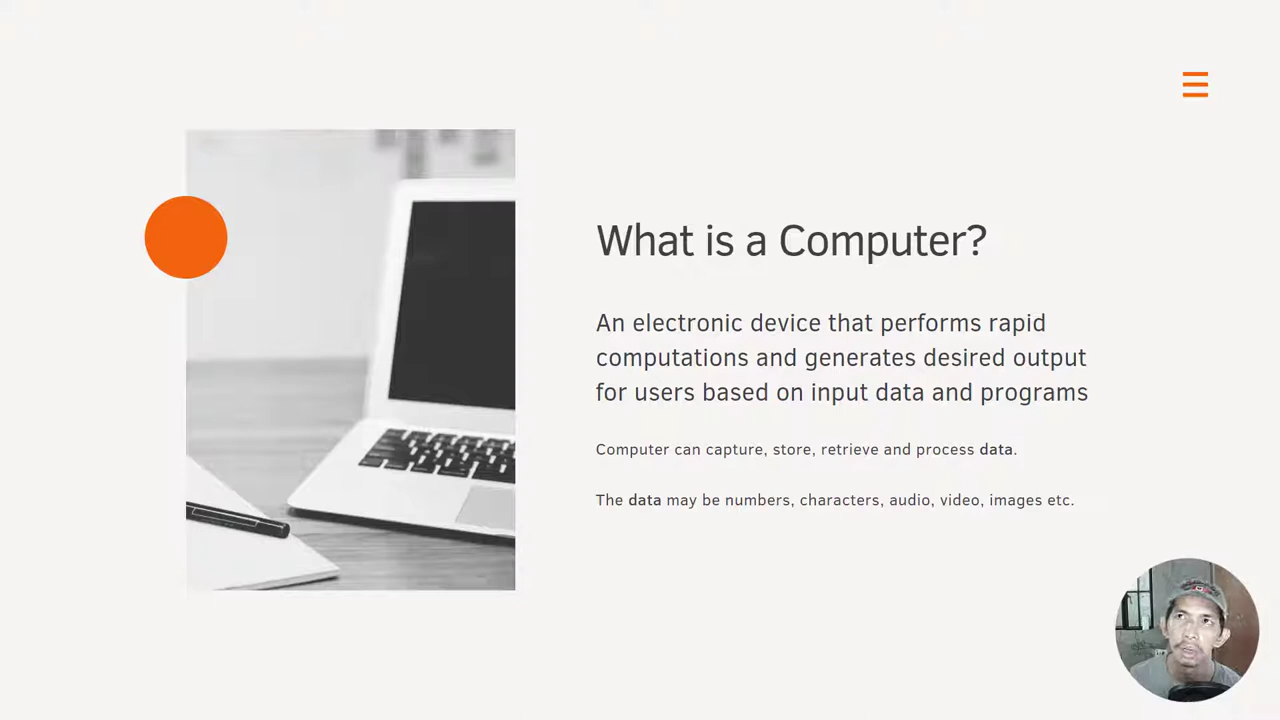 What is a Computer?
An electronic device that performs rapid
computations and generates desired output
for users based on input data and programs
Computer can capture, store, retrieve and process data.
The data may be numbers, characters, audio, video, images etc.